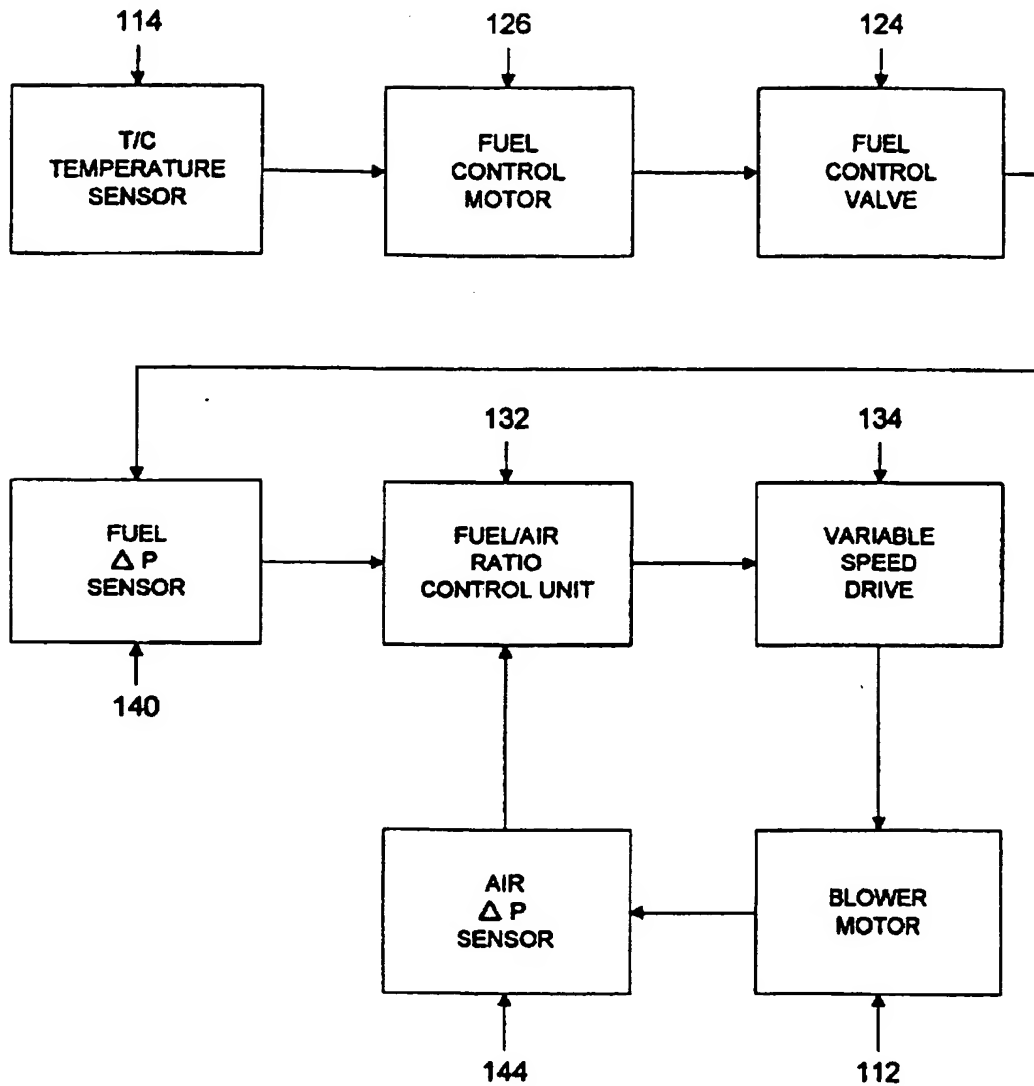 114
126
124
T/C
TEMPERATURE
SENSOR
FUEL
CONTROL
MOTOR
FUEL
CONTROL
VALVE
132
134
FUEL
Δ P
SENSOR
FUEL/AIR
RATIO
CONTROL UNIT
VARIABLE
SPEED
DRIVE
140
AIR
Δ P
SENSOR
BLOWER
MOTOR
144
112